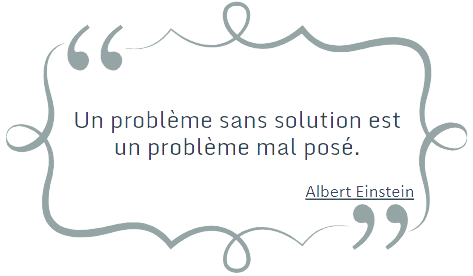 Un problème sans solution est
un problème mal posé.
Albert Einstein